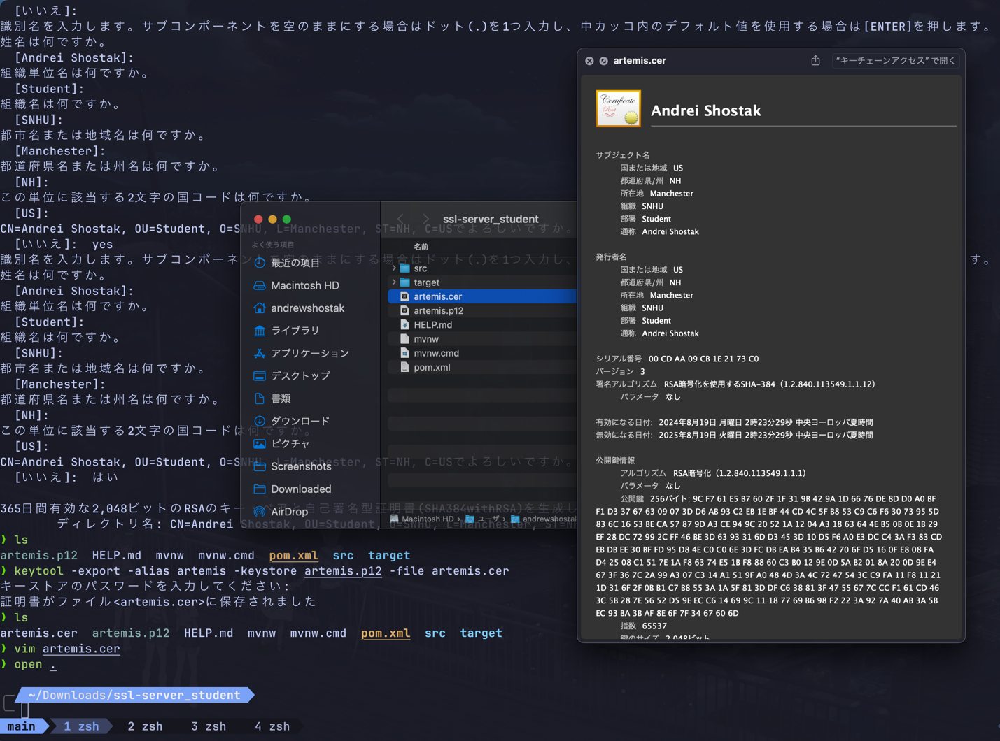 [いいえ]:
識別名を入力します。サブコンポーネントを空のままにする場合はドット(.)を1つ入力し、中カッコ内のデフォルト値を使用する場合は[ENTER]を押します。
姓名は何ですか。
[Andrei Shostak]:
組織単位名は何ですか。
[Student]:
組織名は何ですか。
[SNHU]:
都市名または地域名は何ですか。
[Manchester]:
都道府県名または州名は何ですか。
[NH]:
この単位に該当する2文字の国コードは何ですか。
[US]:
CN=Andrei Shostak, OU=Student, O=SNHU, L=Manchester, ST=NH, C=USでよろしいですか。
[いいえ]:  yes
識別名を入力します。サブコンポーネントを空のままにする場合はドット(.)を1つ入力し、
す。
姓名は何ですか。
[Andrei Shostak]:
組織単位名は何ですか。
[Student]:
組織名は何ですか。
[SNHU]:
都市名または地域名は何ですか。
[Manchester]:
都道府県名または州名は何ですか。
[NH]:
この単位に該当する2文字の国コードは何ですか。
[US]:
CN=Andrei Shostak, OU=Student, O=SNHU, L=Manchester, ST=NH, C=USでよろしいですか。
[いいえ]:  はい
365日間有効な2,048ビットのRSAのキー・ペアと自己署名型証明書(SHA384withRSA)を生成し
ディレクトリ名: CN=Andrei Shostak, OU=Student, O=SNHU, L=Manchester, ST=NH,
❯ ls
artemis.p12  HELP.md  mvnw  mvnw.cmd  pom.xml  src  target
❯ keytool -export -alias artemis -keystore artemis.p12 -file artemis.cer
キーストアのパスワードを入力してください:
証明書がファイル<artemis.cer>に保存されました
❯ ls
artemis.cer  artemis.p12  HELP.md  mvnw  mvnw.cmd  pom.xml  src  target
❯ vim artemis.cer
❯ open .
~/Downloads/ssl-server_student
main  1 zsh  2 zsh  3 zsh  4 zsh
よく使う項目
最近の項目
Macintosh HD
andrewshostak
ライブラリ
アプリケーション
デスクトップ
書類
ダウンロード
ピクチャ
Screenshots
Downloaded
AirDrop
ssl-server_student
名前
src
target
artemis.cer
artemis.p12
HELP.md
mvnw
mvnw.cmd
pom.xml
Macintosh HD › ユーザ › andrewshostak
artemis.cer
“キーチェーンアクセス” で開く
Certificate
Root
Andrei Shostak
サブジェクト名
国または地域 US
都道府県/州 NH
所在地 Manchester
組織 SNHU
部署 Student
通称 Andrei Shostak
発行者名
国または地域 US
都道府県/州 NH
所在地 Manchester
組織 SNHU
部署 Student
通称 Andrei Shostak
シリアル番号 00 CD AA 09 CB 1E 21 73 C0
バージョン 3
署名アルゴリズム RSA暗号化を使用するSHA-384（1.2.840.113549.1.1.12）
パラメータ なし
有効になる日付: 2024年8月19日 月曜日 2時23分29秒 中央ヨーロッパ夏時間
無効になる日付: 2025年8月19日 火曜日 2時23分29秒 中央ヨーロッパ夏時間
公開鍵情報
アルゴリズム RSA暗号化（1.2.840.113549.1.1.1）
パラメータ なし
公開鍵 256バイト: 9C F7 61 E5 B7 60 2F 1F 31 9B 42 9A 1D 66 76 DE 8D D0 A0 BF
F1 D3 37 67 63 09 07 3D D6 AB 93 C2 EB 1E BF 44 CD 4C 5F B8 53 C9 C6 F6 30 73 95 5D
83 6C 16 53 BE CA 57 87 9D A3 CE 94 9C 20 52 1A 12 04 A3 18 63 64 4E B5 0B 0E 1B 29
EF 28 DC 72 99 2C FF 46 BE 3D 63 93 31 6D D3 45 3D 10 D5 F6 A0 E3 DC C4 3A F3 83 CD
EB DB EE 30 BF FD 95 D8 4E C0 C0 6E 3D FC DB EA B4 35 B6 42 70 6F D5 16 0F E8 08 FA
D4 25 08 C1 51 7E 1A F8 63 74 E5 1B F8 88 60 C3 B0 12 9E 0D 5A B2 01 8A 20 0D 9E E4
67 3F 36 7C 2A 99 A3 07 C3 14 A1 51 9F A0 48 4D 3A 4C 72 47 54 3C C9 FA 11 F8 11 21
1D 31 6F 2F 0B B1 C7 B8 55 3A 1A 5F 81 3D DF C6 38 81 3F 47 55 67 7C CC F1 61 CD 46
3C 5B 28 7E 56 52 D5 9E EC C6 14 69 9C 11 18 77 69 B6 98 F2 22 3A 92 7A 40 AB 3A 5B
EC 93 BA 3B AF 8E 6F 7F 34 67 60 6D
指数 65537
鍵のサイズ 2,048ビット